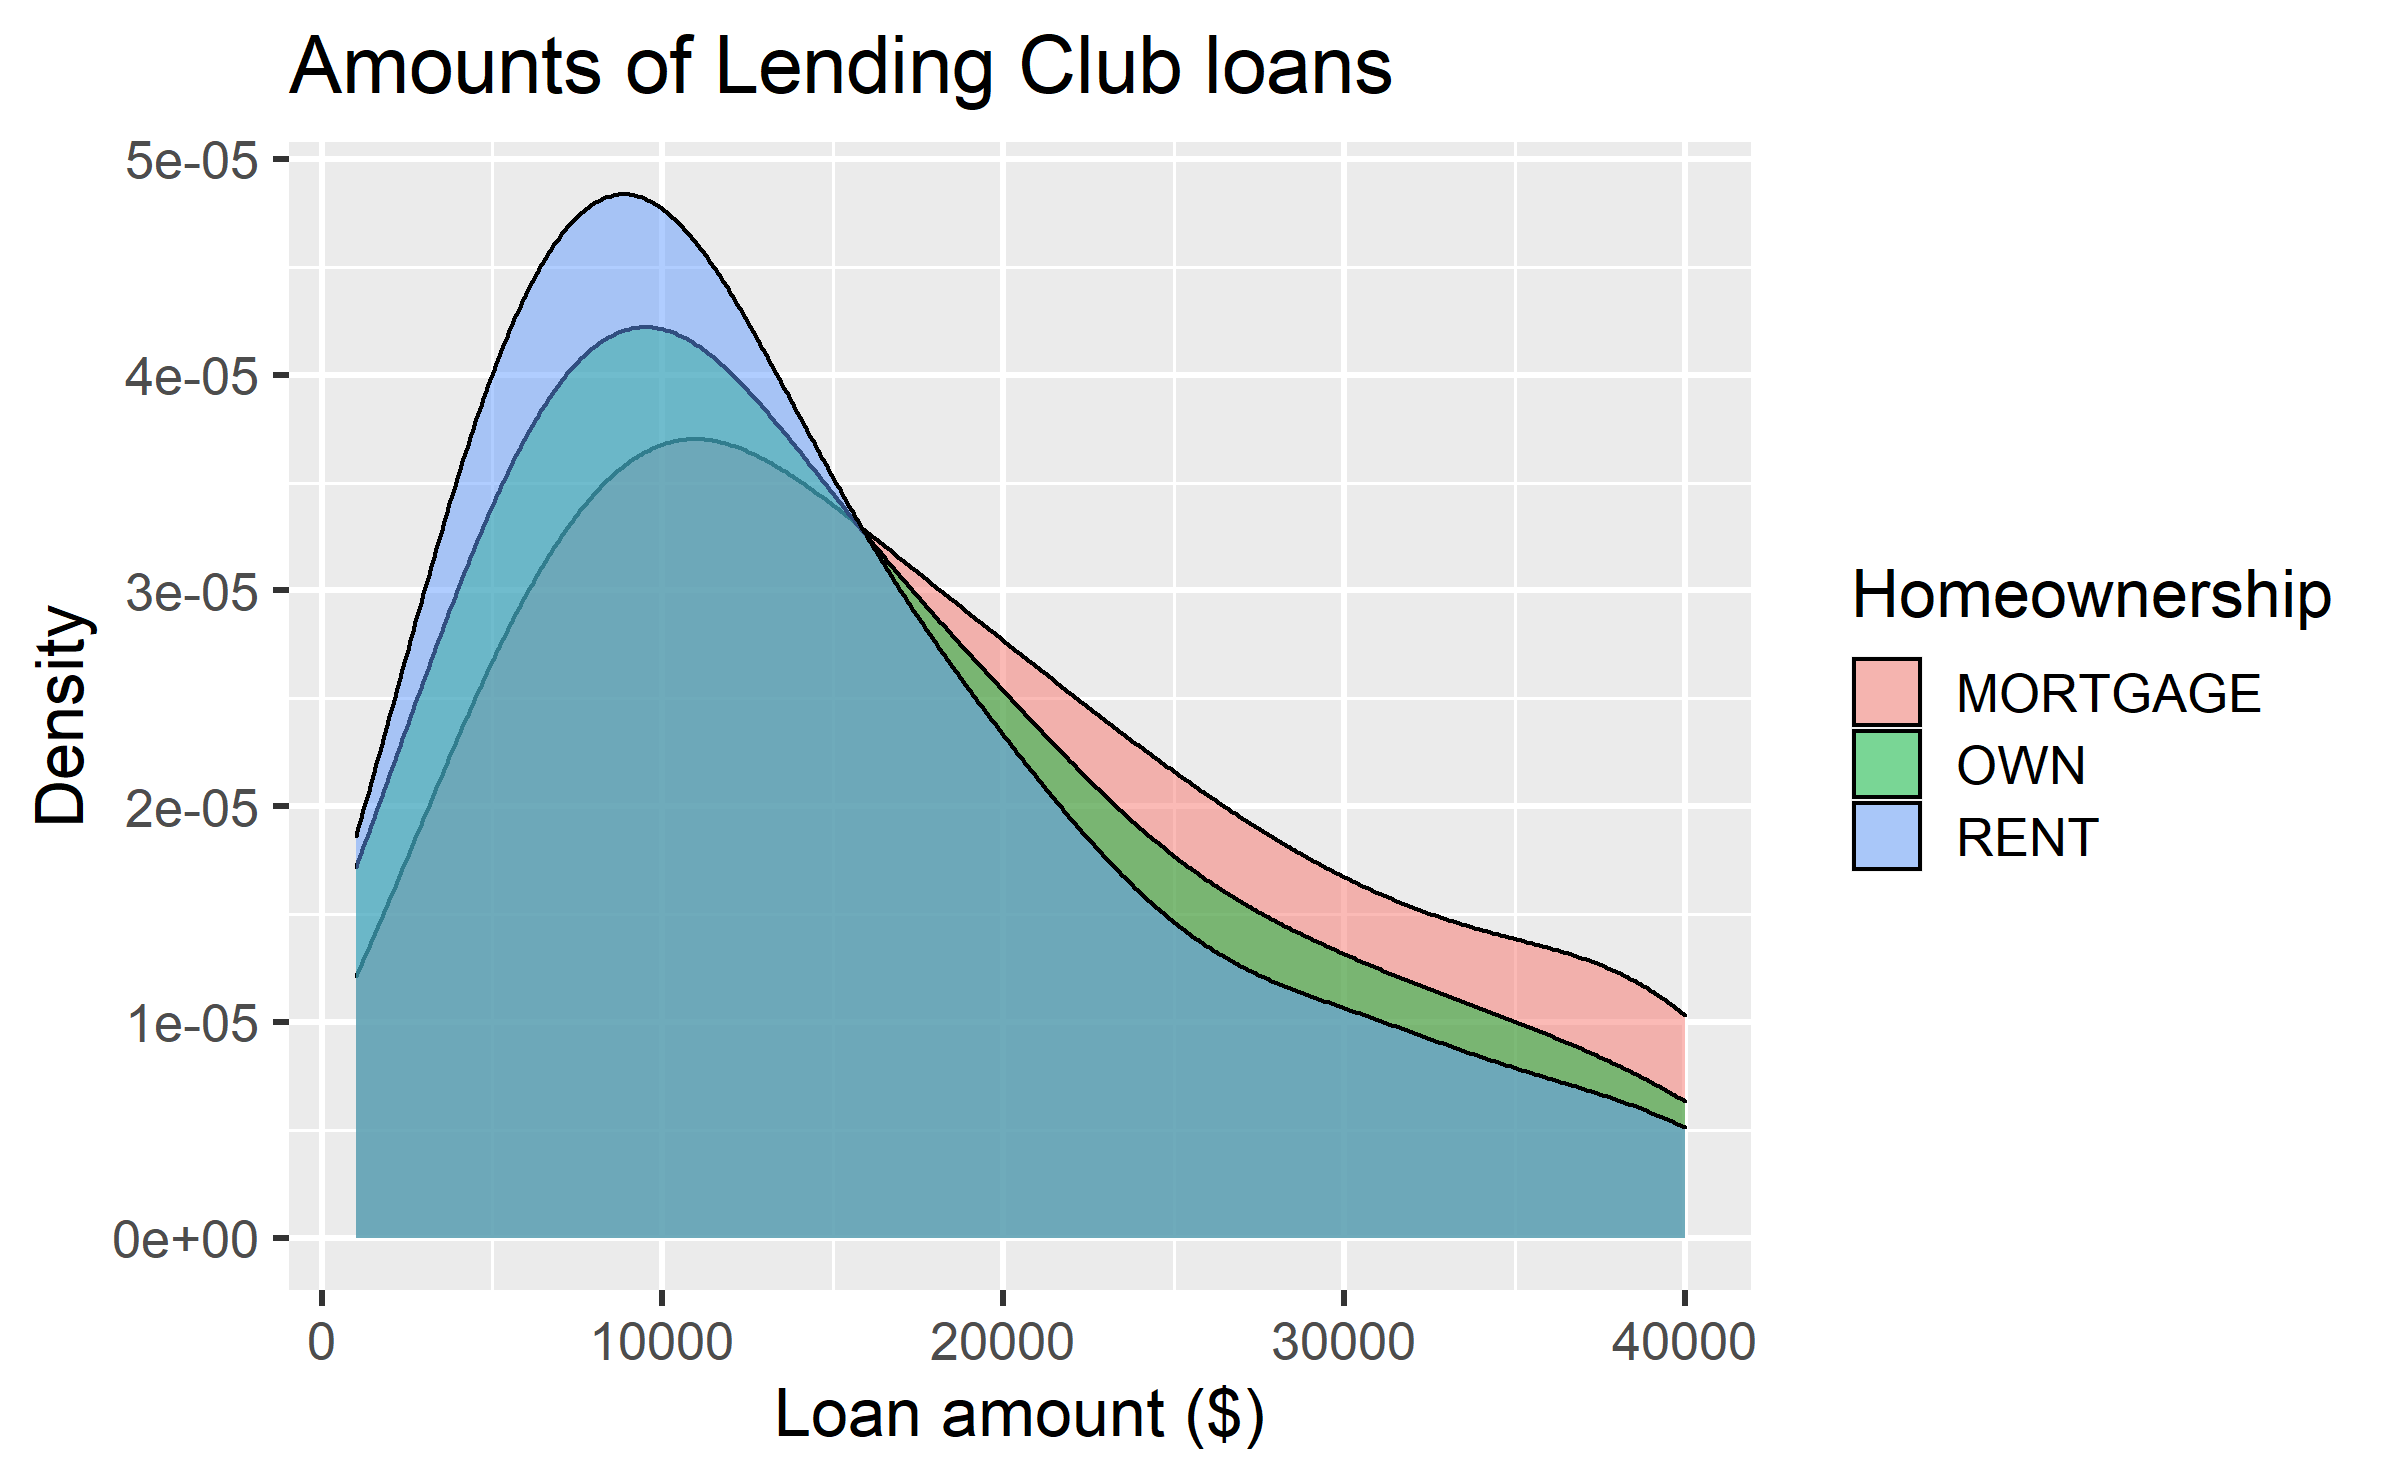 Amounts of Lending Club loans
Density
5e-05
4e-05
3e-05
2e-05
1e-05
0e+00
0 10000 20000 30000 40000
Loan amount ($)
Homeownership
MORTGAGE
OWN
RENT